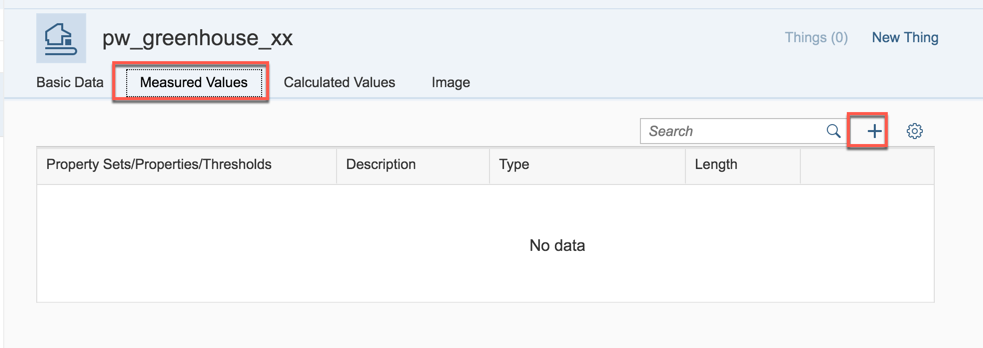 pw_greenhouse_xx
Things (0) New Thing
Basic Data Measured Values Calculated Values Image
Search
Property Sets/Properties/Thresholds Description Type Length
No data